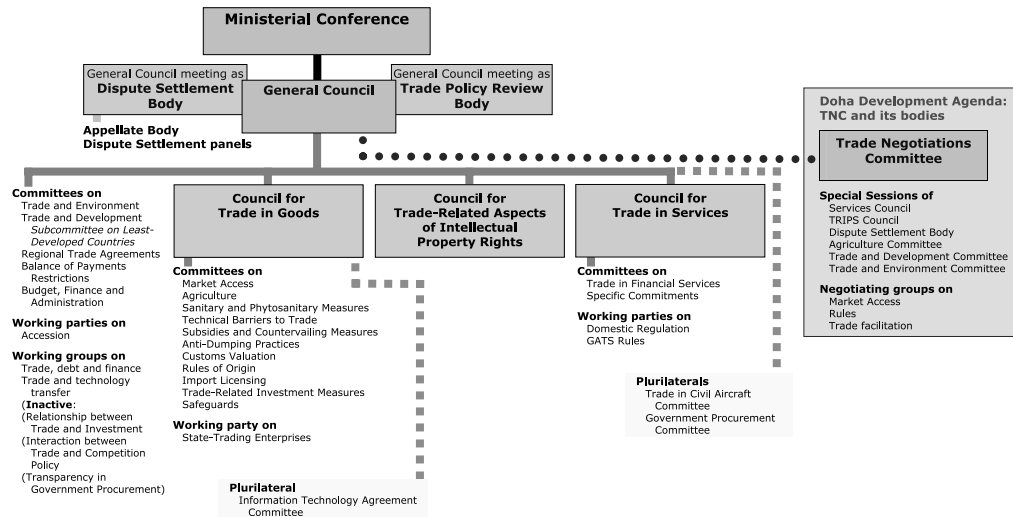 Ministerial Conference
General Council meeting as
Dispute Settlement
Body
General Council
General Council meeting as
Trade Policy Review
Body
Appellate Body
Dispute Settlement panels
Doha Development Agenda:
TNC and its bodies
Trade Negotiations
Committee
Special Sessions of
Services Council
TRIPS Council
Dispute Settlement Body
Agriculture Committee
Trade and Development Committee
Trade and Environment Committee
Negotiating groups on
Market Access
Rules
Trade facilitation
Committees on
Trade and Environment
Trade and Development
Subcommittee on Least-
Developed Countries
Regional Trade Agreements
Balance of Payments
Restrictions
Budget, Finance and
Administration
Working parties on
Accession
Working groups on
Trade, debt and finance
Trade and technology
transfer
(Inactive:
(Relationship between
Trade and Investment
(Interaction between
Trade and Competition
Policy
(Transparency in
Government Procurement)
Council for
Trade in Goods
Committees on
Market Access
Agriculture
Sanitary and Phytosanitary Measures
Technical Barriers to Trade
Subsidies and Countervailing Measures
Anti-Dumping Practices
Customs Valuation
Rules of Origin
Import Licensing
Trade-Related Investment Measures
Safeguards
Working party on
State-Trading Enterprises
Plurilateral
Information Technology Agreement
Committee
Council for
Trade-Related Aspects
of Intellectual
Property Rights
Council for
Trade in Services
Committees on
Trade in Financial Services
Specific Commitments
Working parties on
Domestic Regulation
GATS Rules
Plurilaterals
Trade in Civil Aircraft
Committee
Government Procurement
Committee